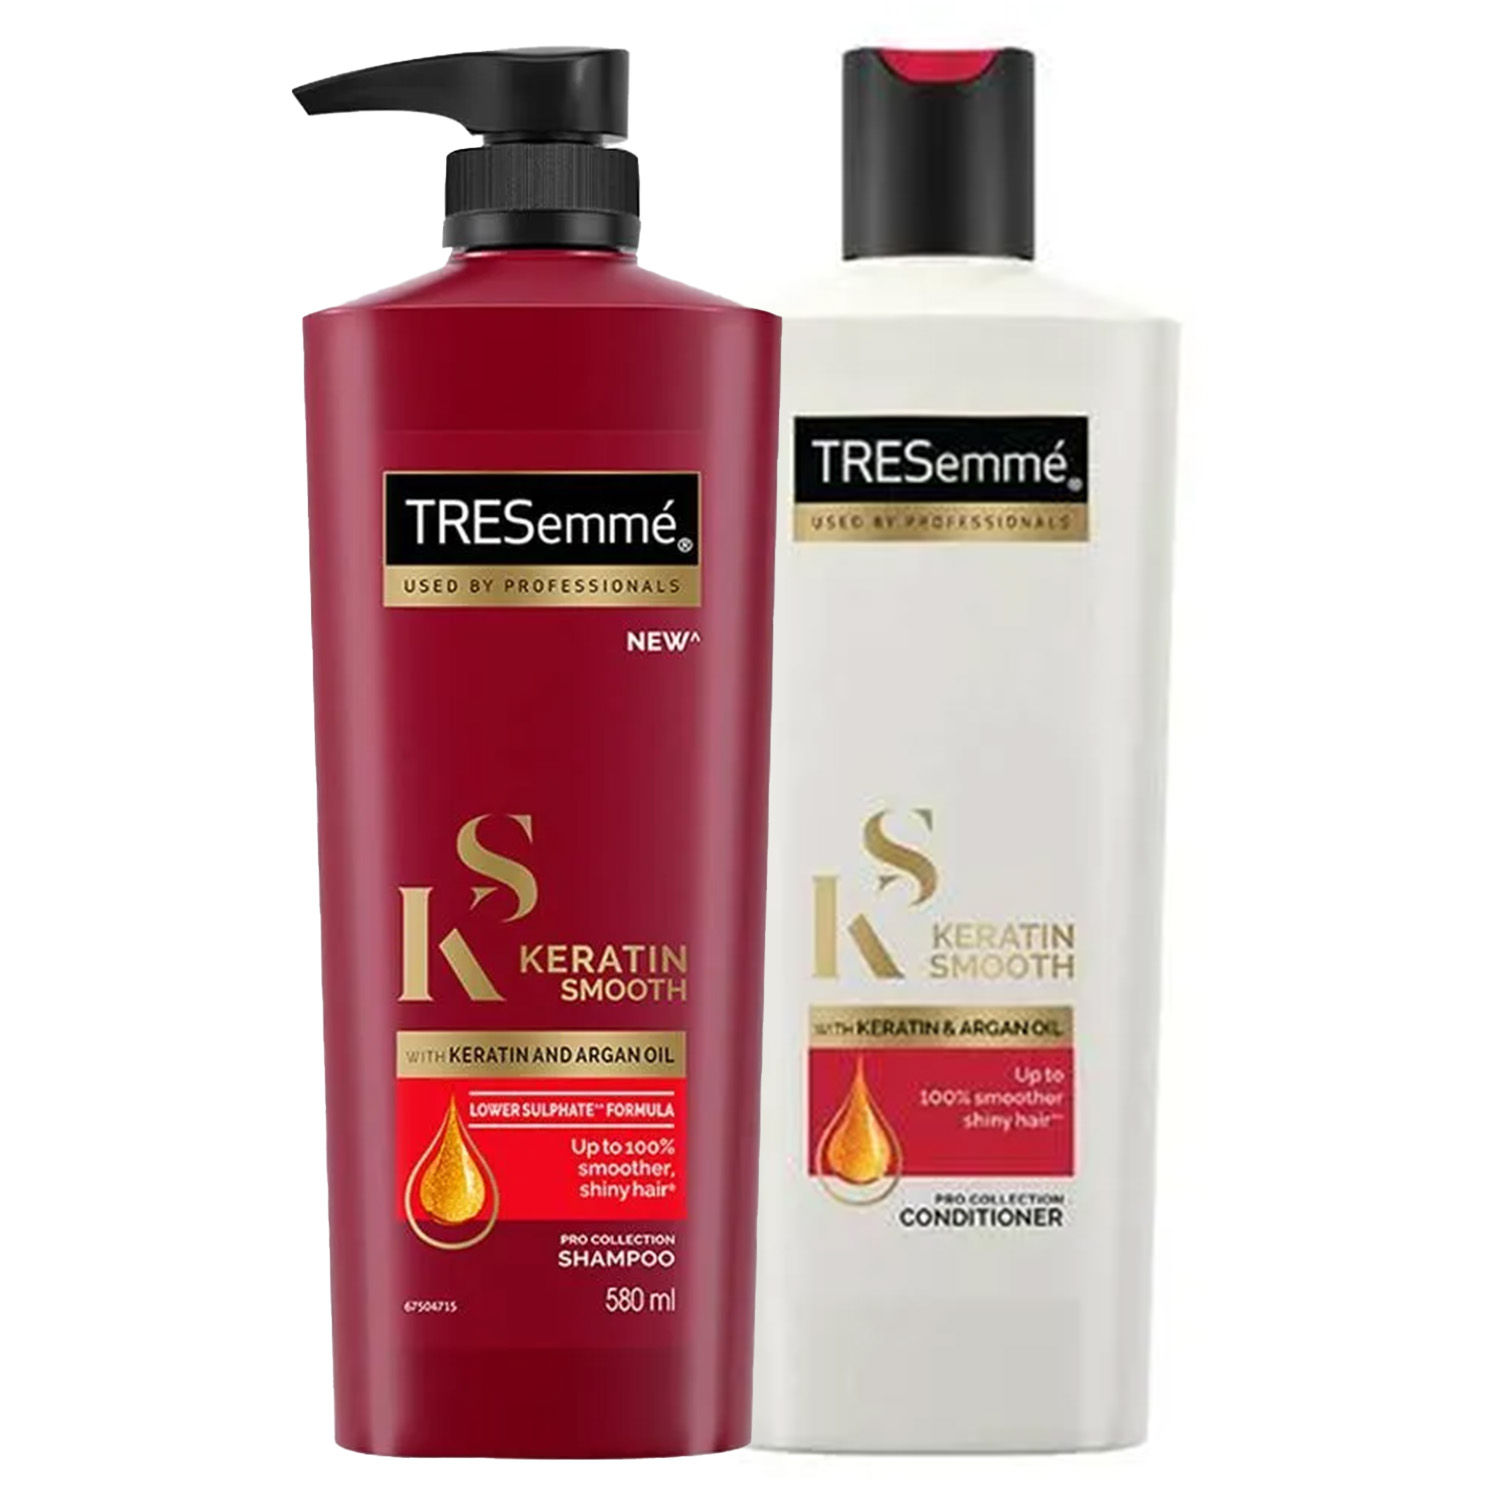 TRESemmé®
USED BY PROFESSIONALS
NEW^
KS
KERATIN
SMOOTH
WITH KERATIN AND ARGAN OIL
LOWER SULPHATE^^ FORMULA
Up to 100%
smoother,
shiny hair*
PRO COLLECTION
SHAMPOO
580 ml
67504715
TRESemmé®
USED BY PROFESSIONALS
KS
KERATIN
SMOOTH
WITH KERATIN & ARGAN OIL
Up to
100% smoother
shiny hair
PRO COLLECTION
CONDITIONER